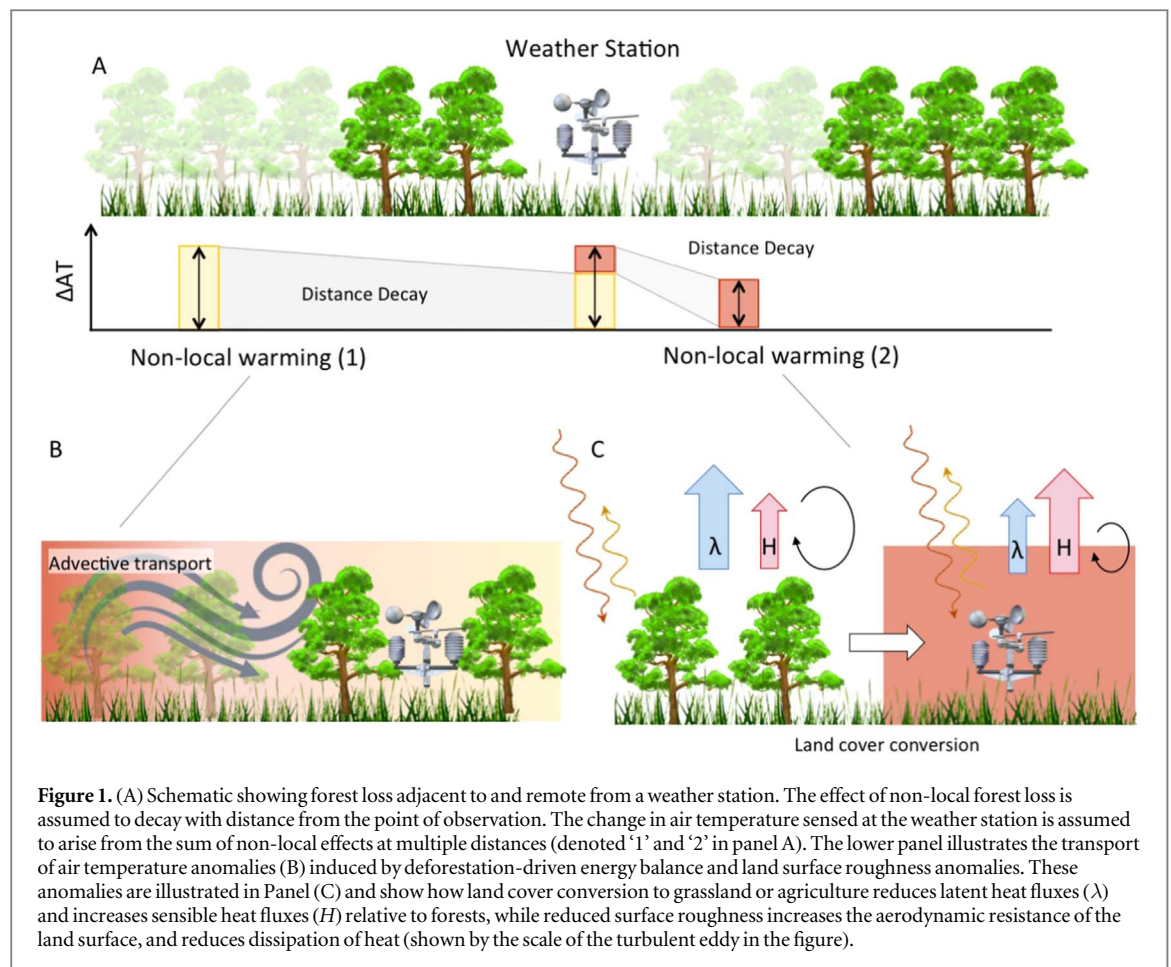 Weather Station
A
Distance Decay
ΔAT
Distance Decay
Non-local warming (1)
Non-local warming (2)
B
C
λ
H
λ
H
Advective transport
Land cover conversion
Figure 1. (A) Schematic showing forest loss adjacent to and remote from a weather station. The effect of non-local forest loss is
assumed to decay with distance from the point of observation. The change in air temperature sensed at the weather station is assumed
to arise from the sum of non-local effects at multiple distances (denoted ‘1’ and ‘2’ in panel A). The lower panel illustrates the transport
of air temperature anomalies (B) induced by deforestation-driven energy balance and land surface roughness anomalies. These
anomalies are illustrated in Panel (C) and show how land cover conversion to grassland or agriculture reduces latent heat fluxes (λ)
and increases sensible heat fluxes (H) relative to forests, while reduced surface roughness increases the aerodynamic resistance of the
land surface, and reduces dissipation of heat (shown by the scale of the turbulent eddy in the figure).